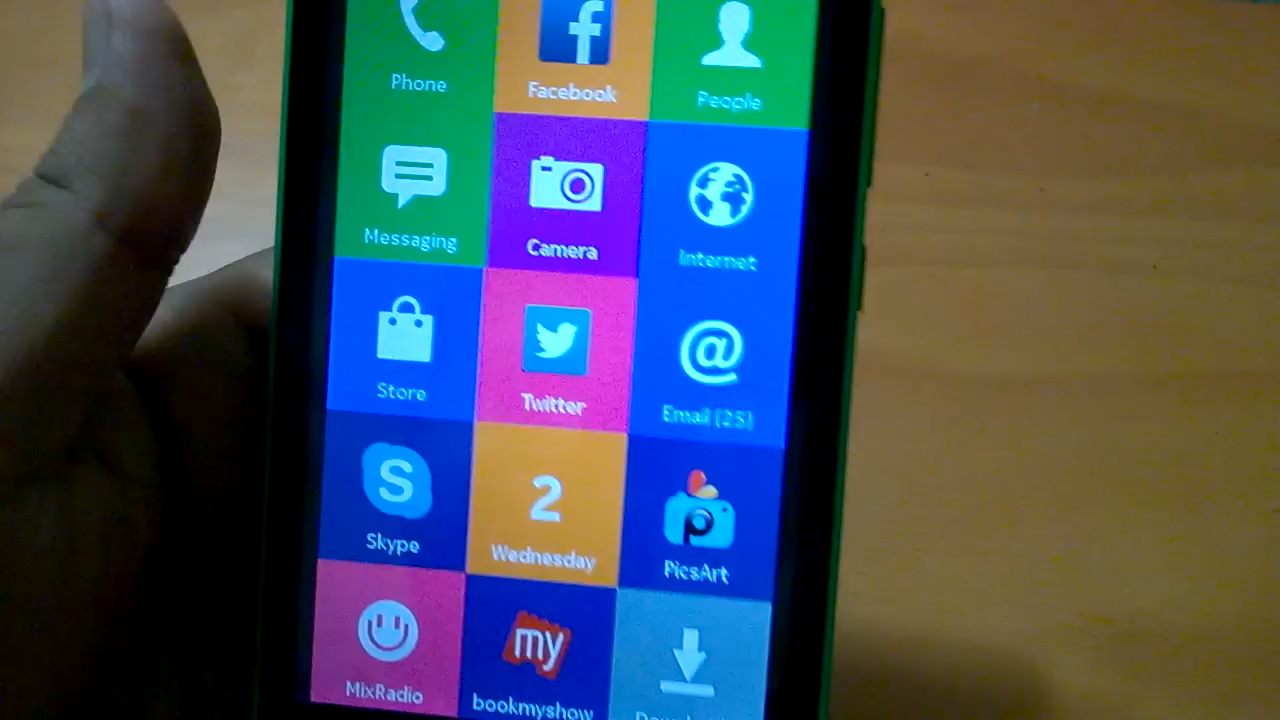 f
Phone
Facebook
People
Messaging
Camera
Internet
@
Store
Twitter
Email (25)
S
2
p
Skype
Wednesday
PicsArt
my
MixRadio
bookmyshow